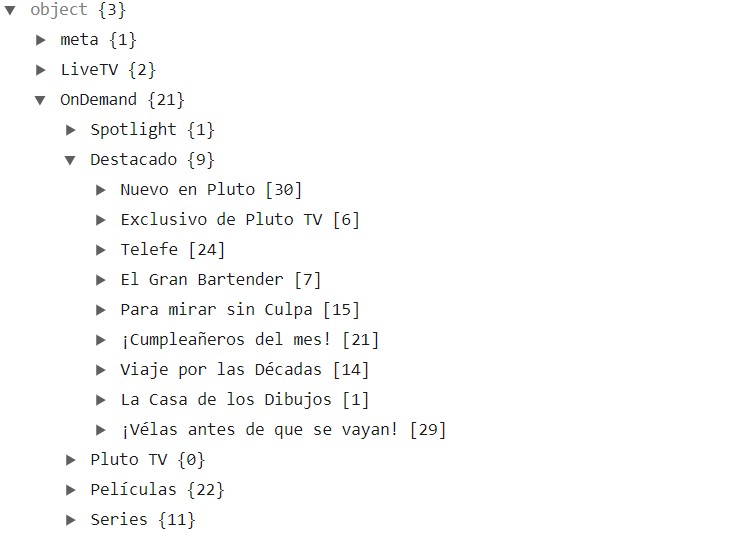 object {3}
meta {1}
LiveTV {2}
OnDemand {21}
Spotlight {1}
Destacado {9}
Nuevo en Pluto [30]
Exclusivo de Pluto TV [6]
Telefe [24]
El Gran Bartender [7]
Para mirar sin Culpa [15]
¡Cumpleañeros del mes! [21]
Viaje por las Décadas [14]
La Casa de los Dibujos [1]
¡Vélas antes de que se vayan! [29]
Pluto TV {0}
Películas {22}
Series {11}